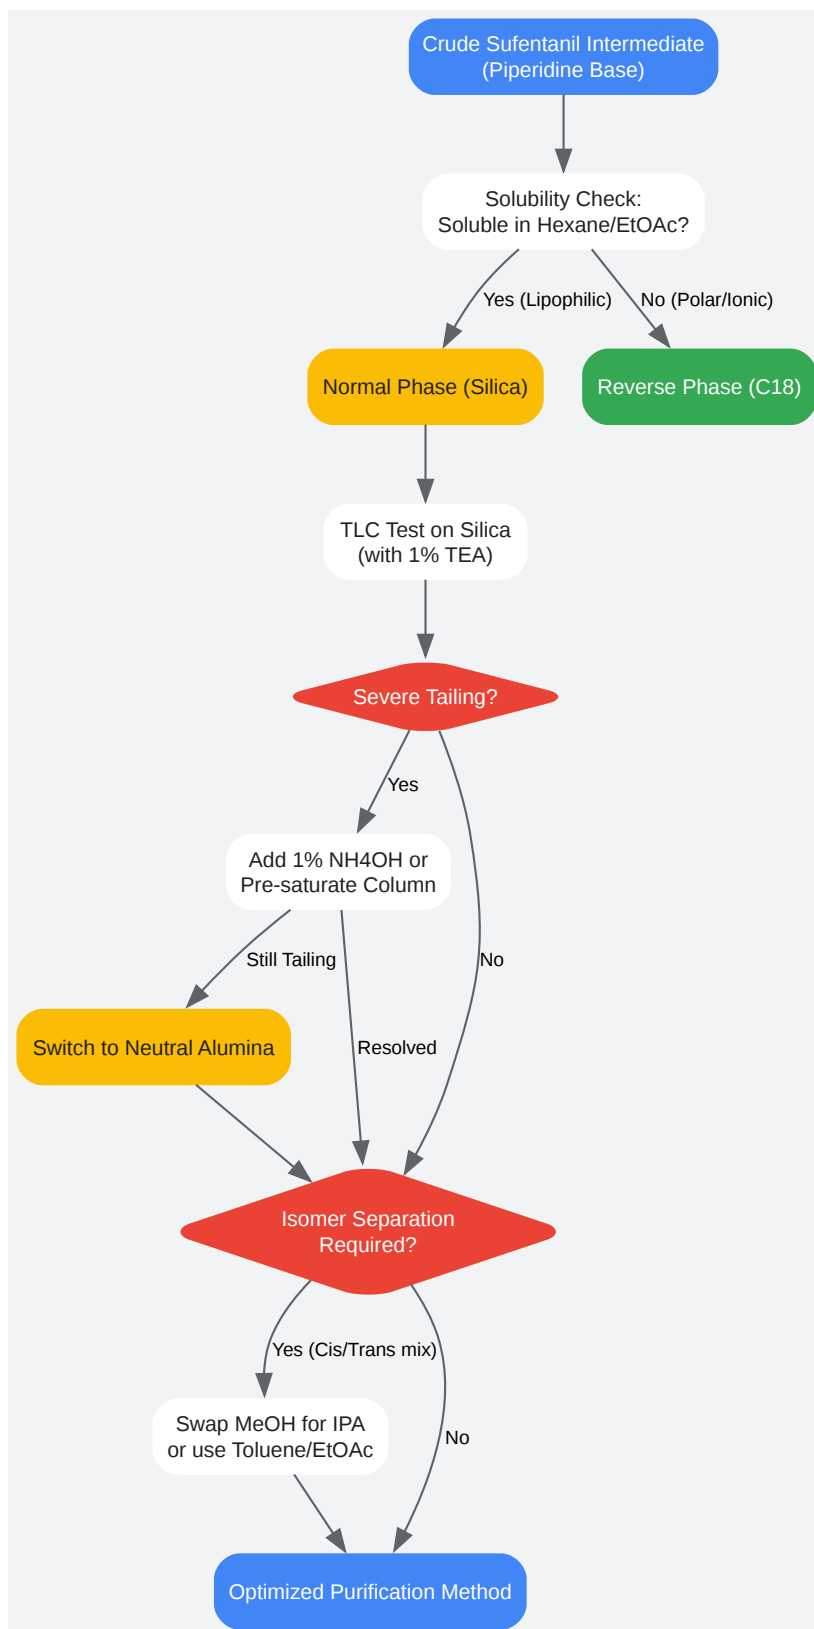 Crude Sufentanil Intermediate
(Piperidine Base)
Solubility Check:
Soluble in Hexane/EtOAc?
Yes (Lipophilic)
No (Polar/Ionic)
Normal Phase (Silica)
Reverse Phase (C18)
TLC Test on Silica
(with 1% TEA)
Severe Tailing?
Yes
Add 1% NH4OH or
Pre-saturate Column
Still Tailing
No
Switch to Neutral Alumina
Resolved
Isomer Separation
Required?
Yes (Cis/Trans mix)
Swap MeOH for IPA
or use Toluene/EtOAc
No
Optimized Purification Method